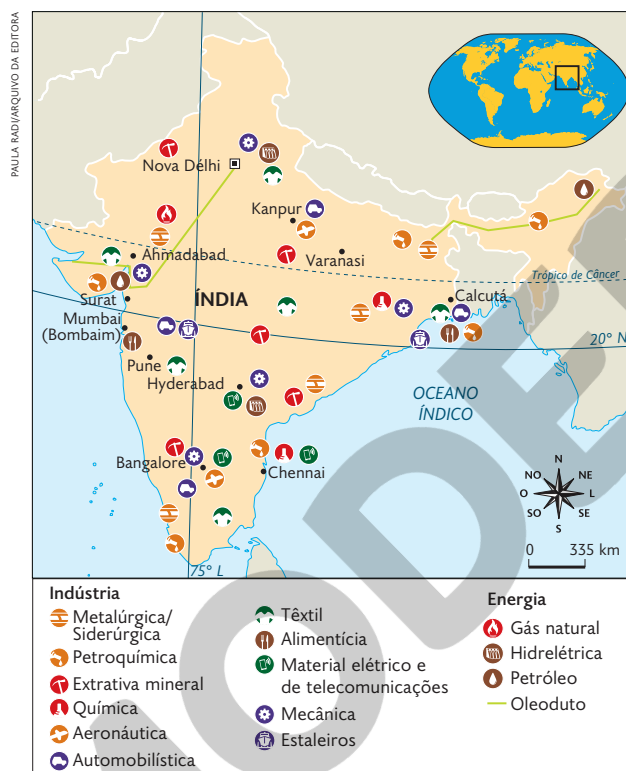 PAULA RADI/ARQUIVO DA EDITORA
Nova Délhi
Kanpur
Varanasi
Ahmadabad
Trópico de Câncer
Surat
ÍNDIA
Calcutá
Mumbai
(Bombaim)
20° N
Pune
Hyderabad
OCEANO
ÍNDICO
Bangalore
Chennai
N
NO
NE
O
L
SO
SE
S
0
335 km
75° L
Indústria
Metalúrgica/
Siderúrgica
Petroquímica
Extrativa mineral
Química
Aeronáutica
Automobilística
Têxtil
Alimentícia
Material elétrico e
de telecomunicações
Mecânica
Estaleiros
Energia
Gás natural
Hidrelétrica
Petróleo
Oleoduto